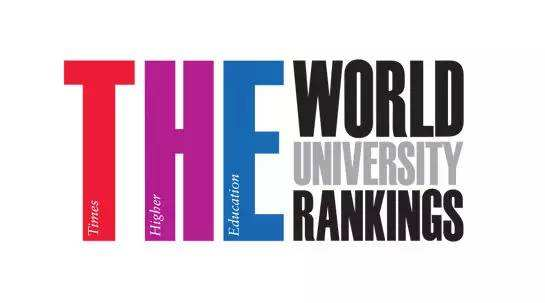 THE
Times
Higher
Education
WORLD
UNIVERSITY
RANKINGS